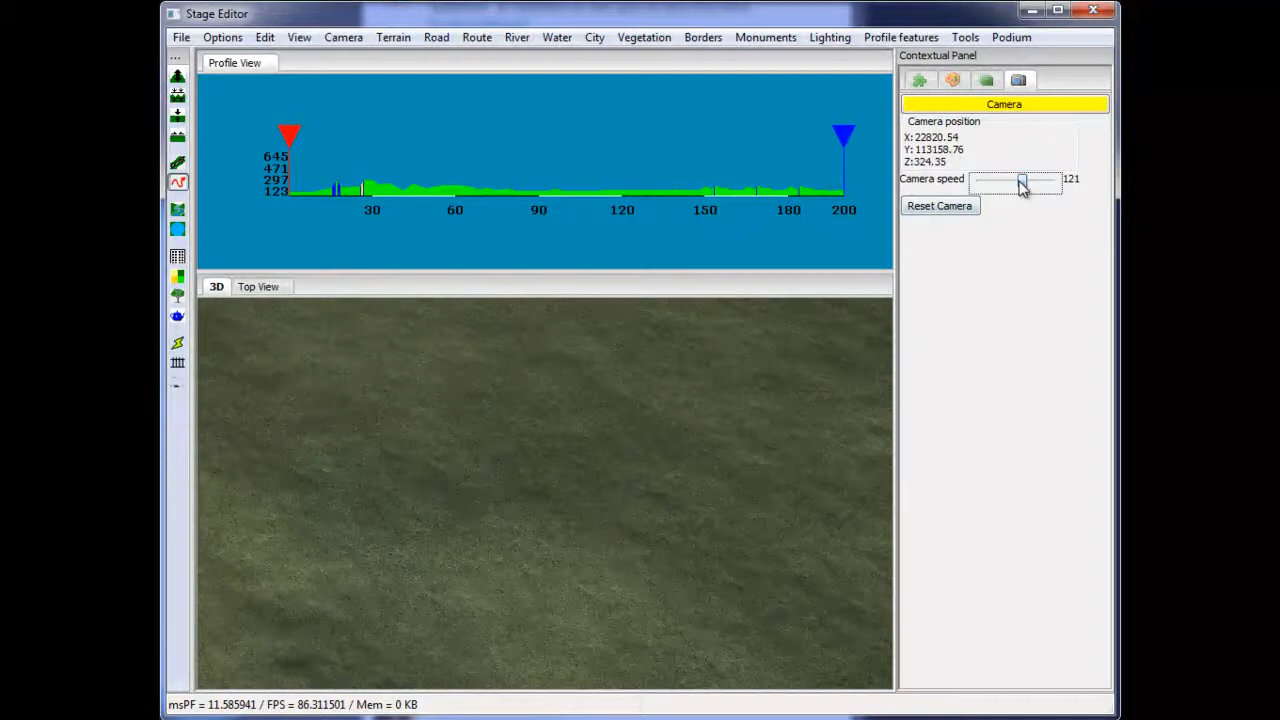 Stage Editor
File Options Edit View Camera Terrain Road Route River Water City Vegetation Borders Monuments Lighting Profile features Tools Podium
Profile View
645
471
297
123
30 60 90 120 150 180 200
3D Top View
Contextual Panel
Camera
Camera position
X: 22820.54
Y: 113158.76
Z:324.35
Camera speed 121
Reset Camera
msPF = 11.585941 / FPS = 86.311501 / Mem = 0 KB